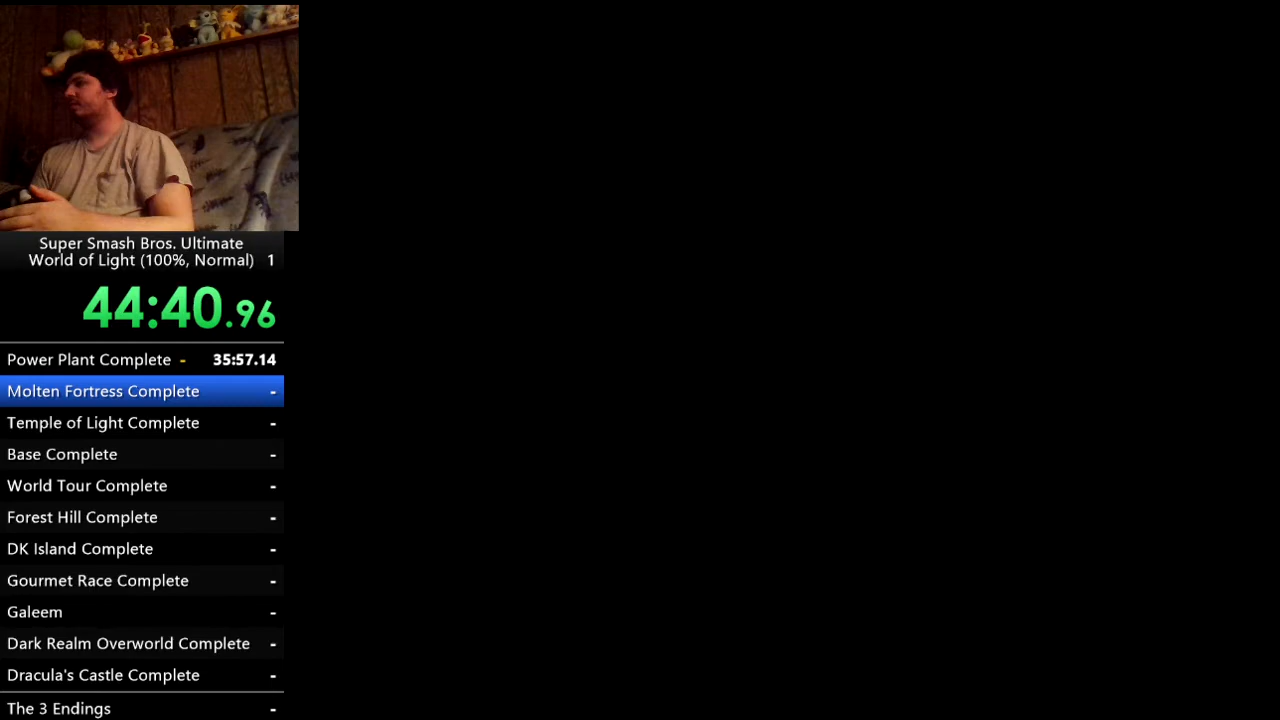 Super Smash Bros. Ultimate
World of Light (100%, Normal) 1
44:40.96
Power Plant Complete - 35:57.14
Molten Fortress Complete -
Temple of Light Complete -
Base Complete -
World Tour Complete -
Forest Hill Complete -
DK Island Complete -
Gourmet Race Complete -
Galeem -
Dark Realm Overworld Complete -
Dracula's Castle Complete -
The 3 Endings -